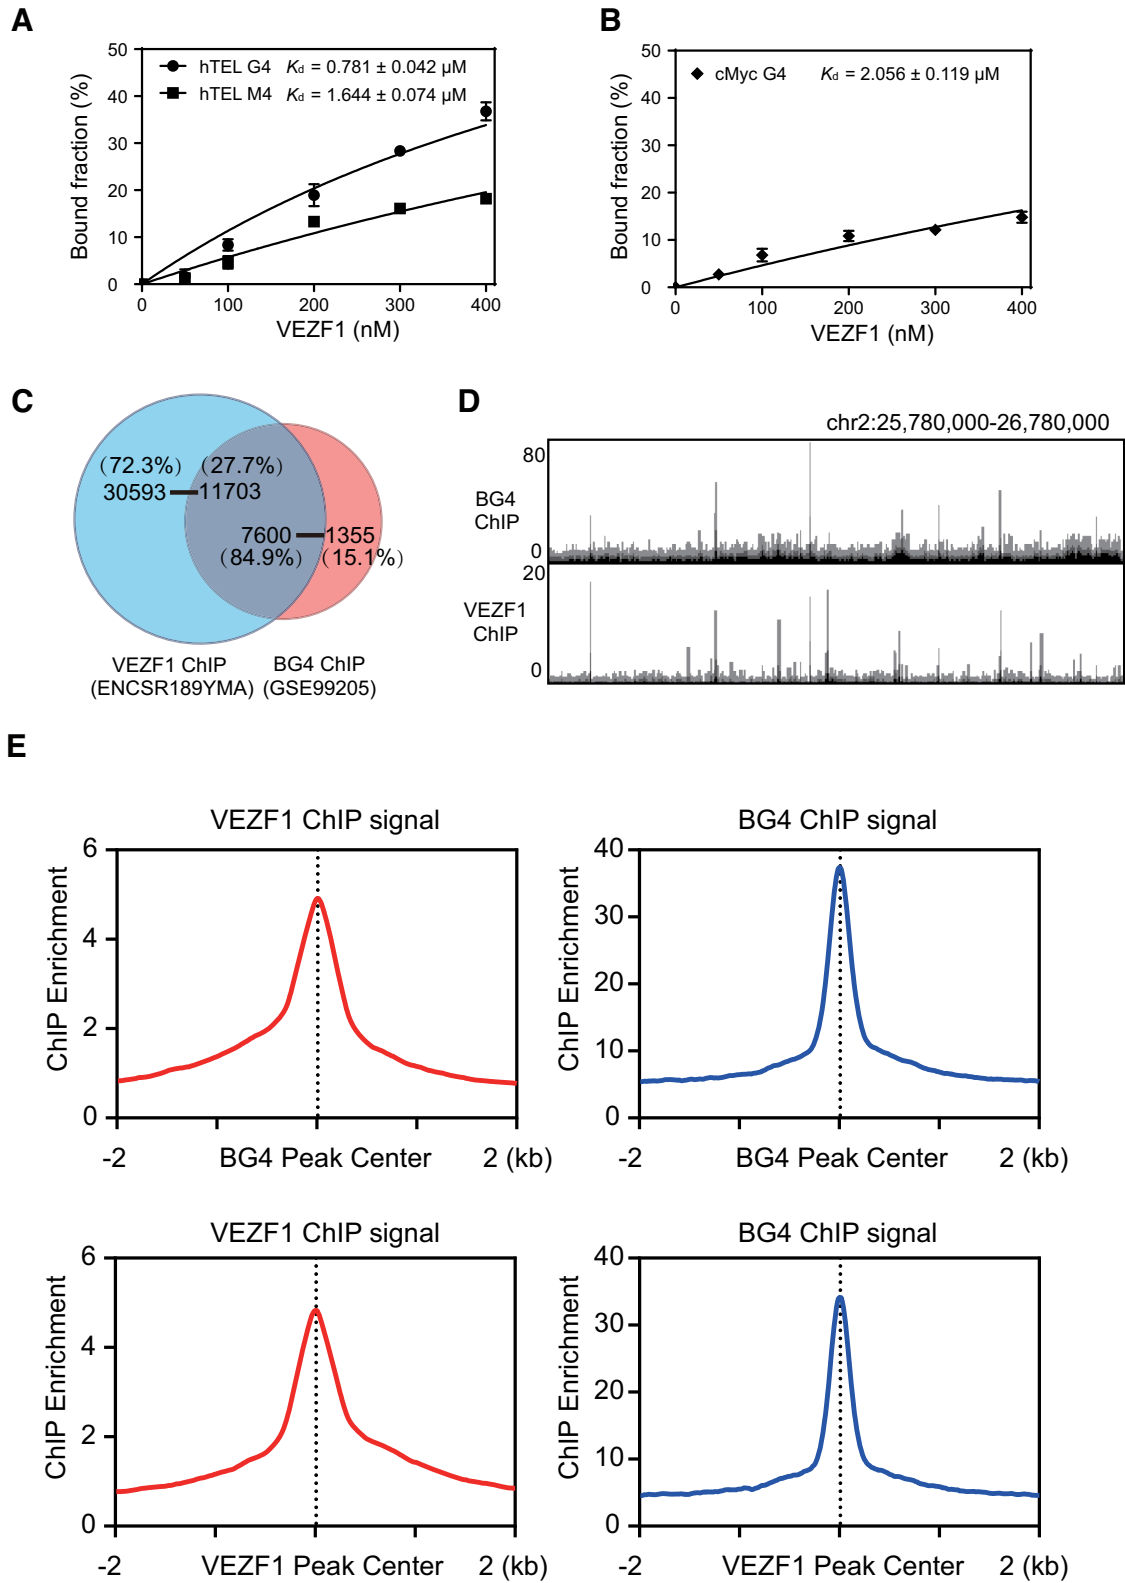 A
50
40
30
20
10
0
Bound fraction (%)
hTEL G4 Kd = 0.781 ± 0.042 μM
hTEL M4 Kd = 1.644 ± 0.074 μM
0 100 200 300 400
VEZF1 (nM)
B
50
40
30
20
10
0
Bound fraction (%)
cMyc G4 Kd = 2.056 ± 0.119 μM
0 100 200 300 400
VEZF1 (nM)
C
(72.3%) (27.7%)
30593 11703
7600 1355
(84.9%) (15.1%)
VEZF1 ChIP BG4 ChIP
(ENCSR189YMA) (GSE99205)
D
chr2:25,780,000-26,780,000
80
BG4
ChIP
0
20
VEZF1
ChIP
0
E
VEZF1 ChIP signal
6
4
2
0
ChIP Enrichment
-2 BG4 Peak Center 2 (kb)
BG4 ChIP signal
40
30
20
10
0
ChIP Enrichment
-2 BG4 Peak Center 2 (kb)
VEZF1 ChIP signal
6
4
2
0
ChIP Enrichment
-2 VEZF1 Peak Center 2 (kb)
BG4 ChIP signal
40
30
20
10
0
ChIP Enrichment
-2 VEZF1 Peak Center 2 (kb)